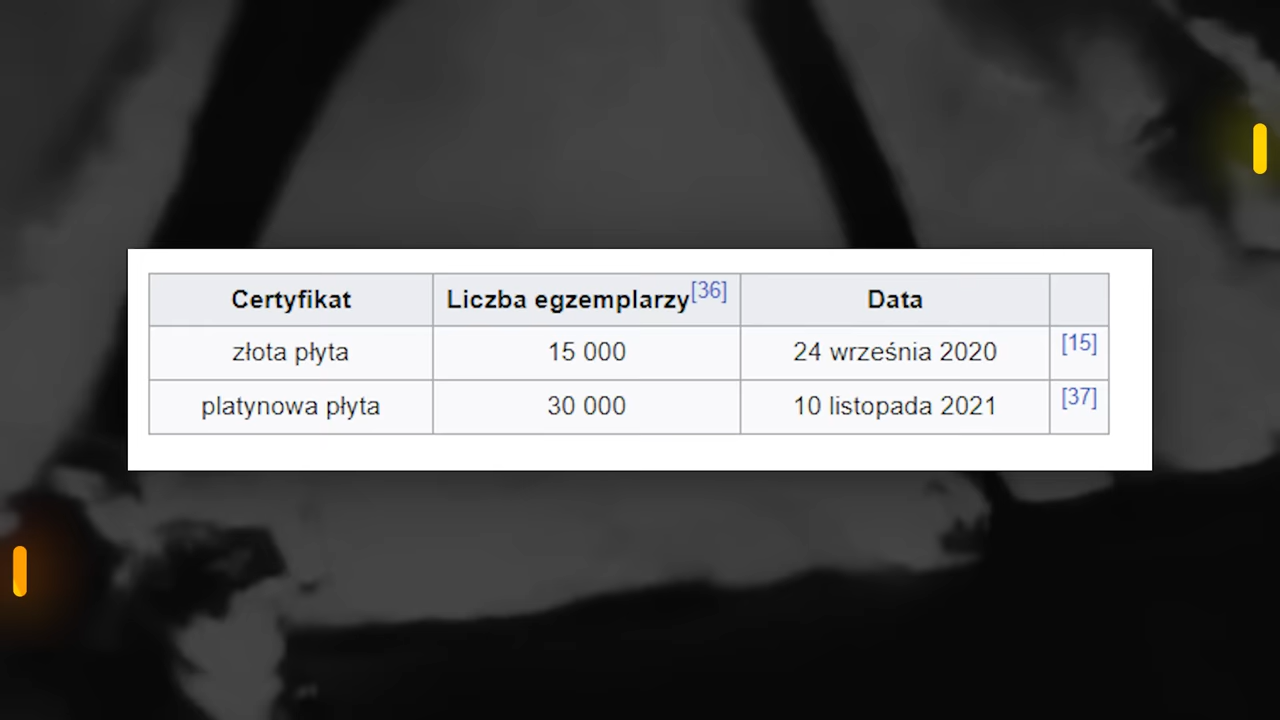 Certyfikat Liczba egzemplarzy[36] Data
złota płyta 15 000 24 września 2020 [15]
platynowa płyta 30 000 10 listopada 2021 [37]